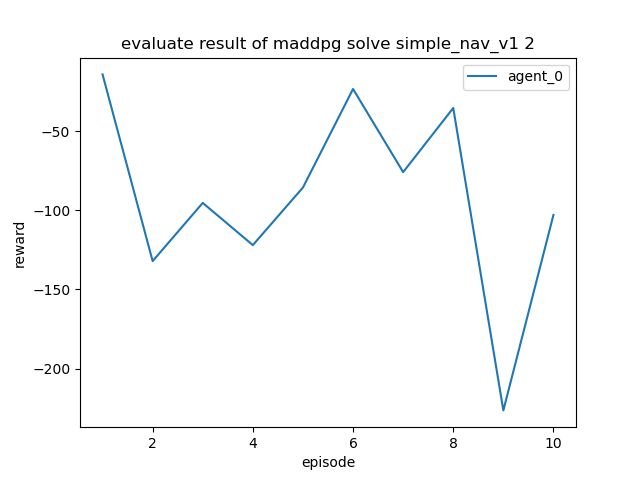 evaluate result of maddpg solve simple_nav_v1 2
agent_0
−50
−100
−150
−200
reward
2
4
6
8
10
episode